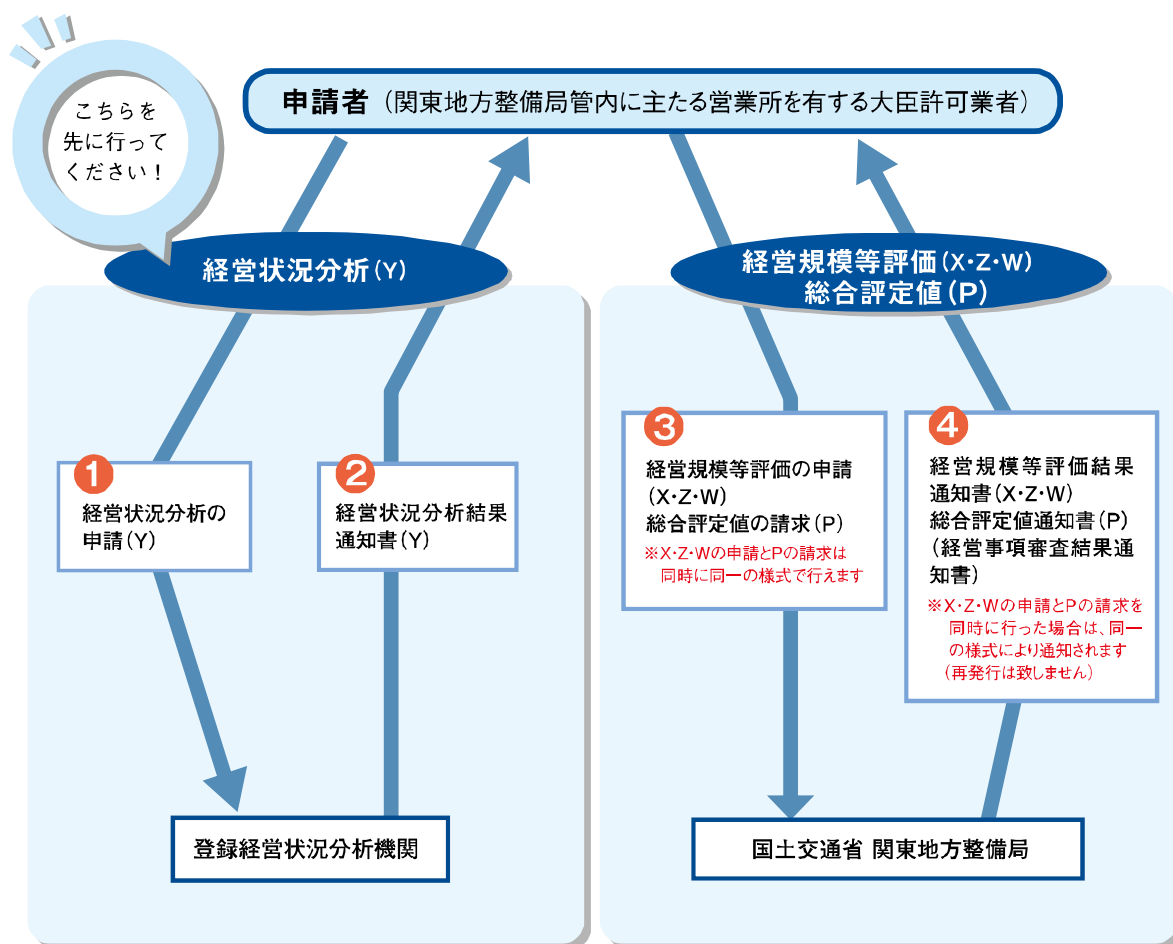 こちらを
先に行って
ください！
申請者（関東地方整備局管内に主たる営業所を有する大臣許可業者）
経営状況分析（Y）
経営規模等評価（X・Z・W）
総合評定値（P）
1
経営状況分析の
申請（Y）
2
経営状況分析結果
通知書（Y）
3
経営規模等評価の申請
（X・Z・W）
総合評定値の請求（P）
※X・Z・Wの申請とPの請求は
同時に同一の様式で行えます
4
経営規模等評価結果
通知書（X・Z・W）
総合評定値通知書（P）
（経営事項審査結果通
知書）
※X・Z・Wの申請とPの請求を
同時に行った場合は、同一
の様式により通知されます
（再発行は致しません）
登録経営状況分析機関
国土交通省 関東地方整備局